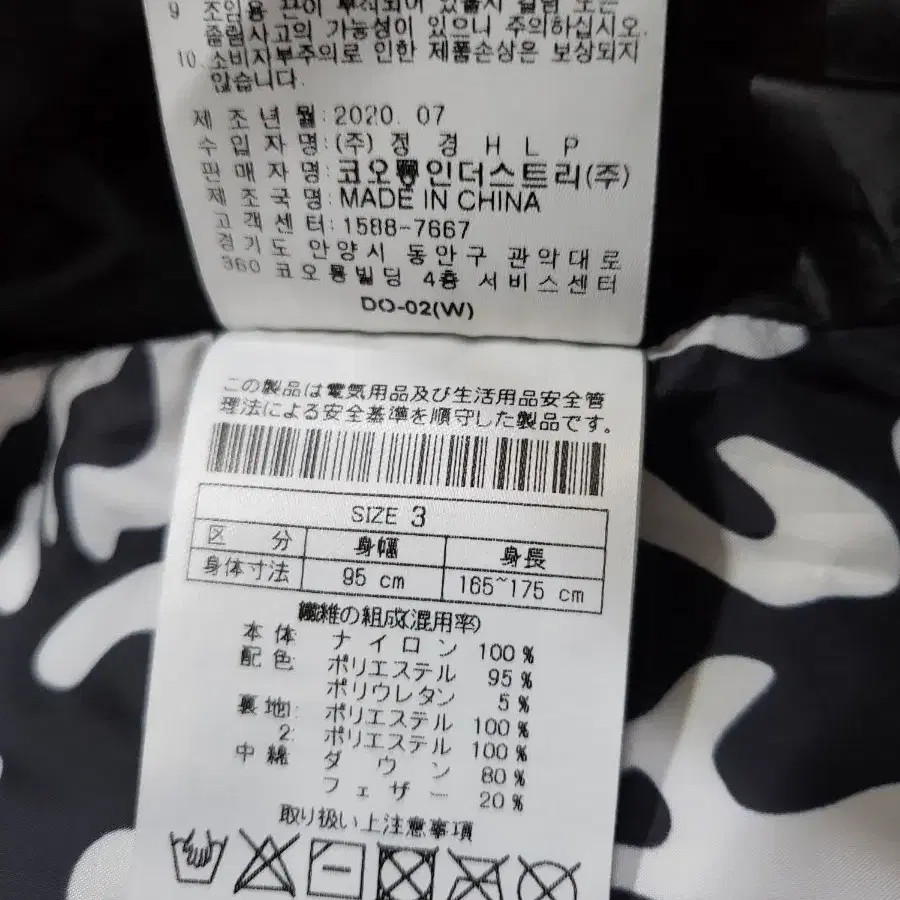 9 조임용 끈이 부착되어 있을시 걸림 또는
졸림사고의 가능성이 있으니 주의하십시오.
10. 소비자부주의로 인한 제품손상은 보상되지
않습니다.
제 조 년 월 : 2020. 07
수 입 자 명 : (주) 정 경 H L P
판 매 자 명 : 코오롱인더스트리(주)
제 조 국 명 : MADE IN CHINA
고 객 센 터 : 1588-7667
경 기 도 안 양 시 동 안 구 관 악 대 로
360 코오롱빌딩 4층 서비스센터
DO-02(W)
この製品は電気用品及び生活用品安全管
理法による安全基準を順守した製品です。
SIZE 3
区 分 身幅 身長
身体寸法 95 cm 165~175 cm
繊維の組成(混用率)
本 体: ナ イ ロ ン 100 %
配 色: ポリエステル 95 %
ポリウレタン 5 %
裏 地1: ポリエステル 100 %
2: ポリエステル 100 %
中 綿: ダ ウ ン 80 %
フ ェ ザ ー 20 %
取り扱い上注意事項